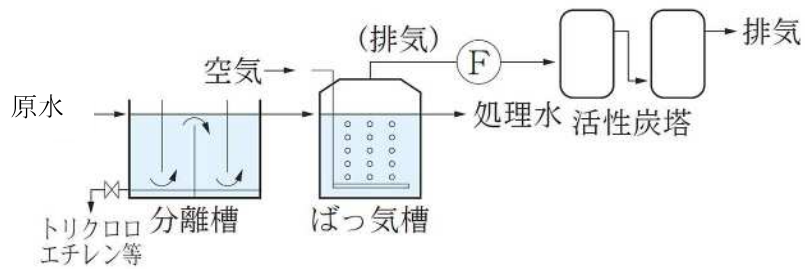 (排気)
F
排気
空気
原水
処理水
活性炭塔
分離槽
ばっ気槽
トリクロロ
エチレン等